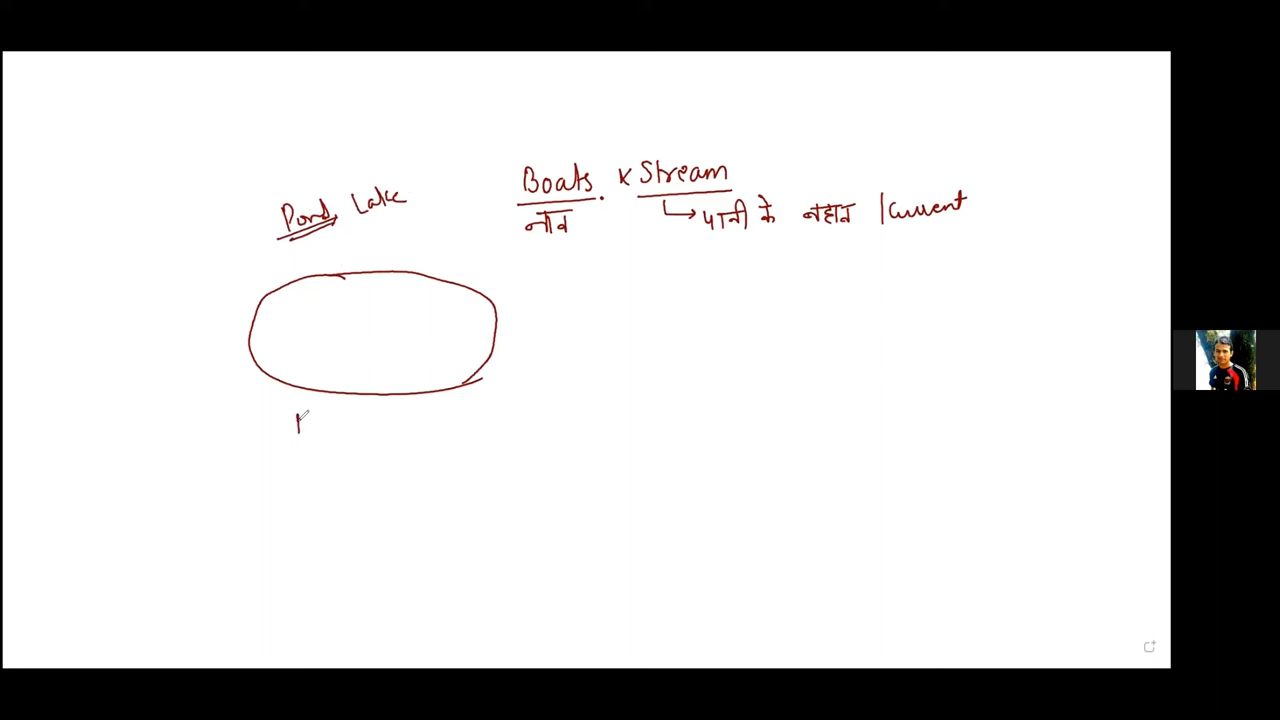 Boats & Stream
Pond Lake
नाव
पानी के बहाव / Current